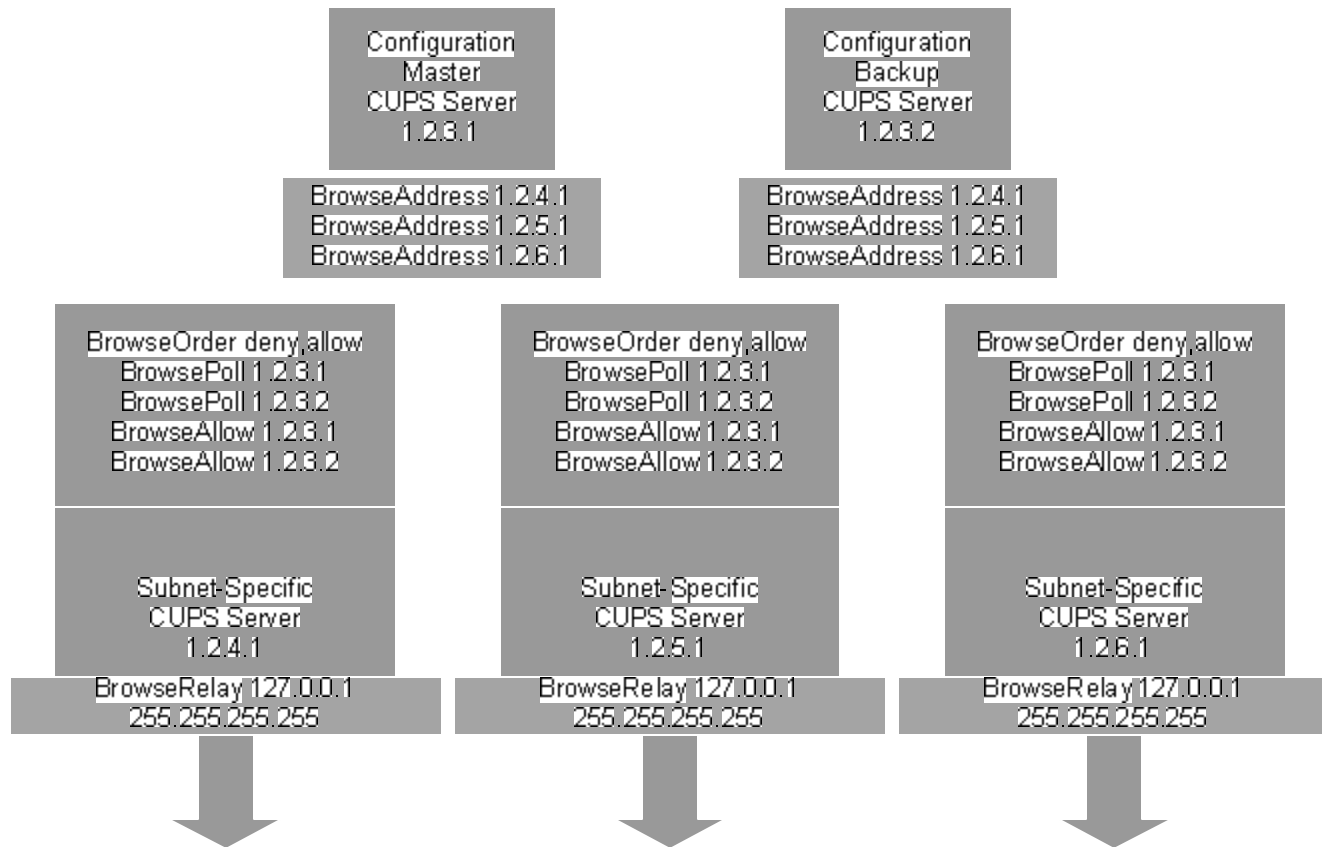 Configuration
Master
CUPS Server
1.2.3.1
Configuration
Backup
CUPS Server
1.2.3.2
BrowseAddress 1.2.4.1
BrowseAddress 1.2.5.1
BrowseAddress 1.2.6.1
BrowseAddress 1.2.4.1
BrowseAddress 1.2.5.1
BrowseAddress 1.2.6.1
BrowseOrder deny,allow
BrowsePoll 1.2.3.1
BrowsePoll 1.2.3.2
BrowseAllow 1.2.3.1
BrowseAllow 1.2.3.2
Subnet-Specific
CUPS Server
1.2.4.1
BrowseRelay 127.0.0.1
255.255.255.255
BrowseOrder deny,allow
BrowsePoll 1.2.3.1
BrowsePoll 1.2.3.2
BrowseAllow 1.2.3.1
BrowseAllow 1.2.3.2
Subnet-Specific
CUPS Server
1.2.5.1
BrowseRelay 127.0.0.1
255.255.255.255
BrowseOrder deny,allow
BrowsePoll 1.2.3.1
BrowsePoll 1.2.3.2
BrowseAllow 1.2.3.1
BrowseAllow 1.2.3.2
Subnet-Specific
CUPS Server
1.2.6.1
BrowseRelay 127.0.0.1
255.255.255.255